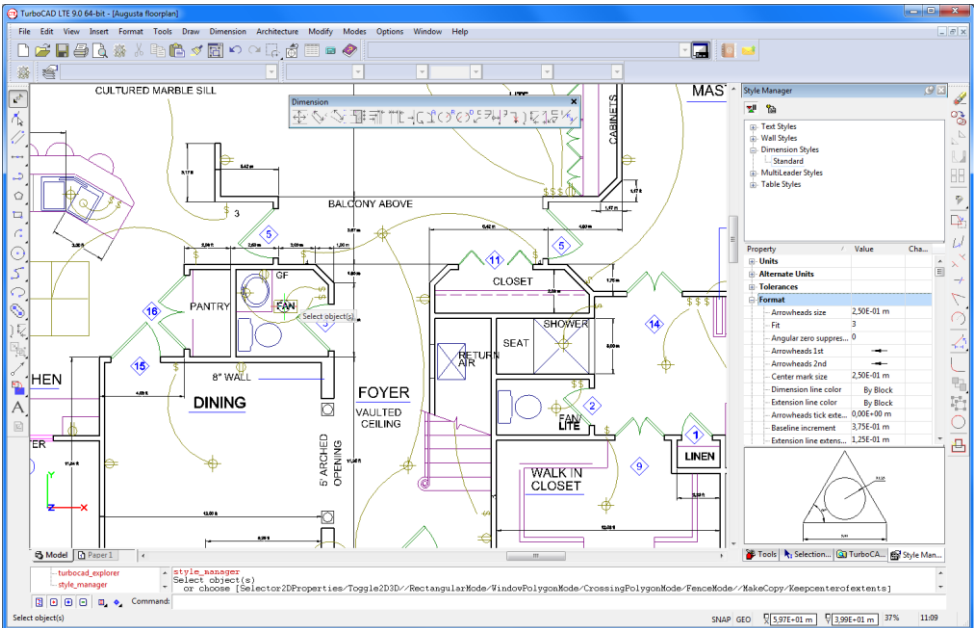 TurboCAD LTE 9.0 64-bit - [Augusta floorplan]
File Edit View Insert Format Tools Draw Dimension Architecture Modify Modes Options Window Help
CULTURED MARBLE SILL
Dimension
CABINETS
MAS
3
BALCONY ABOVE
5
5
11
GF
PANTRY
FAN
Select object(s)
CLOSET
16
15
SHOWER
SEAT
14
RETURN
AIR
HEN
8" WALL
DINING
FOYER
VAULTED
CEILING
2
FAN/
LITE
1
LINEN
9
5' ARCHED
OPENING
WALK IN
CLOSET
Y
X
Z
Style Manager
Text Styles
Wall Styles
Dimension Styles
Standard
MultiLeader Styles
Table Styles
Property Value Cha...
Units
Alternate Units
Tolerances
Format
Arrowheads size 2,50E-01 m
Fit 3
Angular zero suppres... 0
Arrowheads 1st
Arrowheads 2nd
Center mark size 2,50E-01 m
Dimension line color By Block
Extension line color By Block
Arrowheads tick exte... 0,00E+00 m
Baseline increment 3,75E-01 m
Extension line extens... 1,25E-01 m
Model Paper 1
Tools Selection... TurboCA... Style Man...
turbocad_explorer
style_manager
style_manager
Select object(s)
or choose [Selector2DProperties/Toggle2D3D//RectangularMode/WindowPolygonMode/CrossingPolygonMode/FenceMode//MakeCopy/Keepcenterofextents]
Command:
Select object(s)
SNAP GEO 5,97E+01 m 3,99E+01 m 37% 11:09